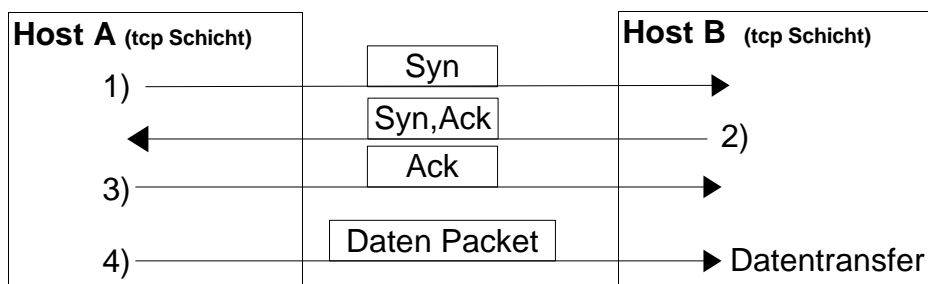 Host A (tcp Schicht)
Host B (tcp Schicht)
1)
Syn
Syn,Ack
2)
3)
Ack
4)
Daten Packet
Datentransfer